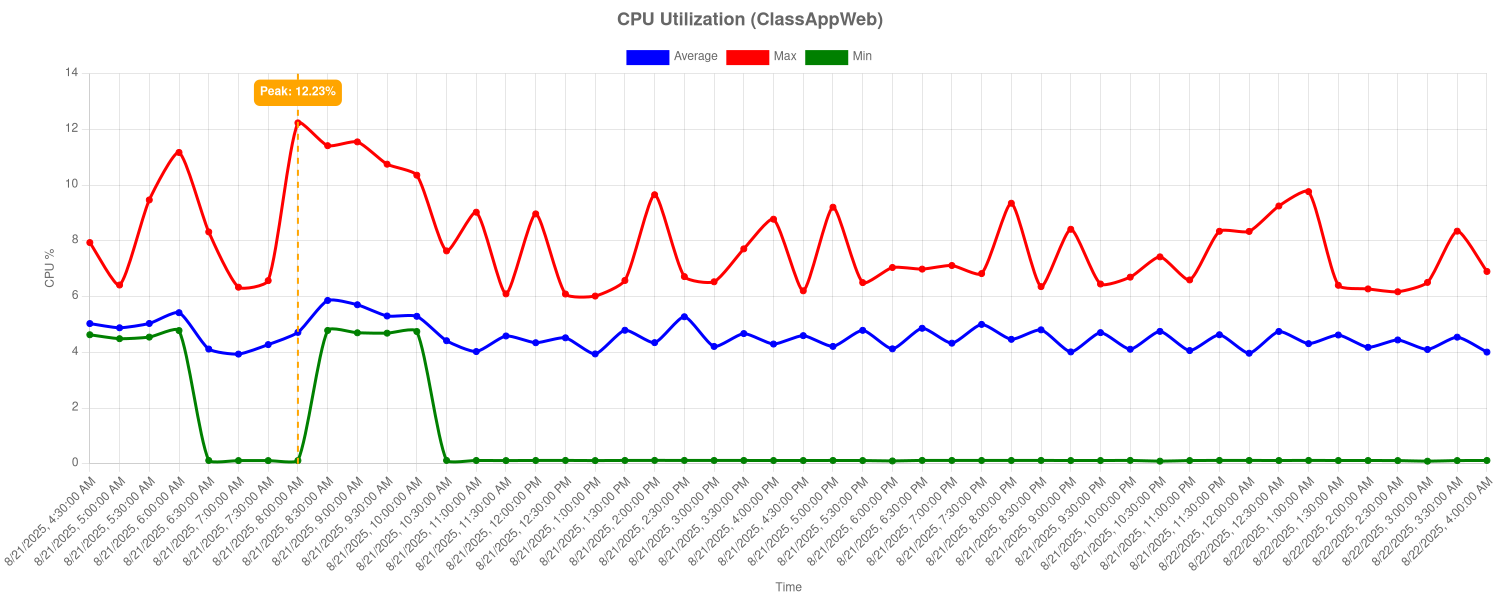 CPU Utilization (ClassAppWeb)
Average Max Min
14
Peak: 12.23%
12
10
8
CPU %
6
4
2
0
8/21/2025, 4:30:00 AM
8/21/2025, 5:00:00 AM
8/21/2025, 5:30:00 AM
8/21/2025, 6:00:00 AM
8/21/2025, 6:30:00 AM
8/21/2025, 7:00:00 AM
8/21/2025, 7:30:00 AM
8/21/2025, 8:00:00 AM
8/21/2025, 8:30:00 AM
8/21/2025, 9:00:00 AM
8/21/2025, 9:30:00 AM
8/21/2025, 10:00:00 AM
8/21/2025, 10:30:00 AM
8/21/2025, 11:00:00 AM
8/21/2025, 11:30:00 AM
8/21/2025, 12:00:00 PM
8/21/2025, 12:30:00 PM
8/21/2025, 1:00:00 PM
8/21/2025, 1:30:00 PM
8/21/2025, 2:00:00 PM
8/21/2025, 2:30:00 PM
8/21/2025, 3:00:00 PM
8/21/2025, 3:30:00 PM
8/21/2025, 4:00:00 PM
8/21/2025, 4:30:00 PM
8/21/2025, 5:00:00 PM
8/21/2025, 5:30:00 PM
8/21/2025, 6:00:00 PM
8/21/2025, 6:30:00 PM
8/21/2025, 7:00:00 PM
8/21/2025, 7:30:00 PM
8/21/2025, 8:00:00 PM
8/21/2025, 8:30:00 PM
8/21/2025, 9:00:00 PM
8/21/2025, 9:30:00 PM
8/21/2025, 10:00:00 PM
8/21/2025, 10:30:00 PM
8/21/2025, 11:00:00 PM
8/21/2025, 11:30:00 PM
8/22/2025, 12:00:00 AM
8/22/2025, 12:30:00 AM
8/22/2025, 1:00:00 AM
8/22/2025, 1:30:00 AM
8/22/2025, 2:00:00 AM
8/22/2025, 2:30:00 AM
8/22/2025, 3:00:00 AM
8/22/2025, 3:30:00 AM
8/22/2025, 4:00:00 AM
Time